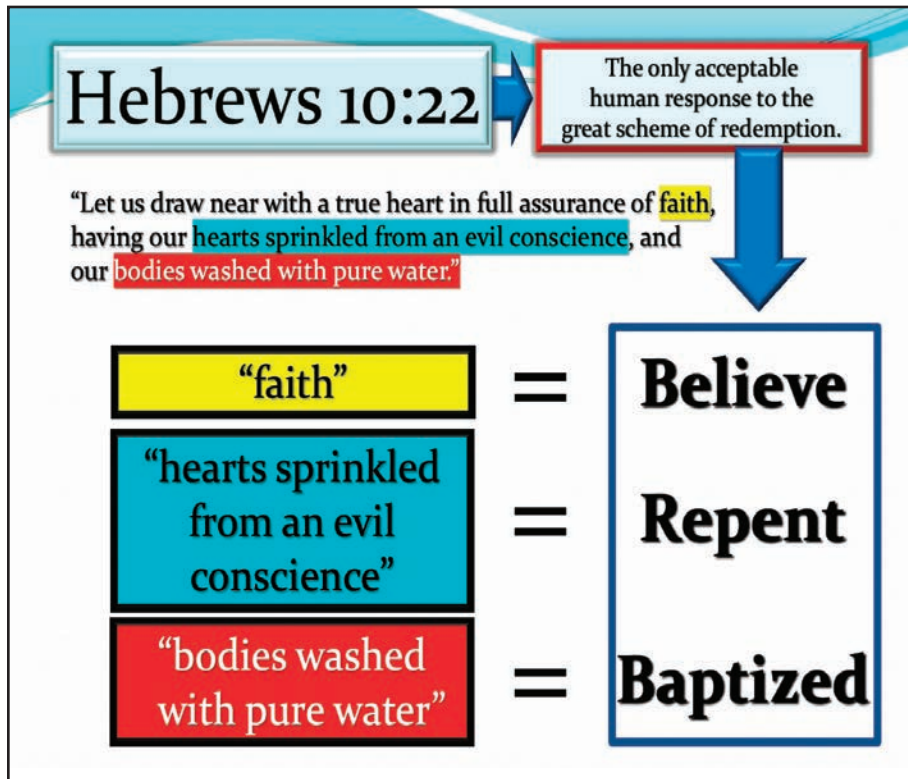 Hebrews 10:22
The only acceptable
human response to the
great scheme of redemption.
“Let us draw near with a true heart in full assurance of faith,
having our hearts sprinkled from an evil conscience, and
our bodies washed with pure water.”
“faith”
=
Believe
“hearts sprinkled
from an evil
conscience”
=
Repent
“bodies washed
with pure water”
=
Baptized